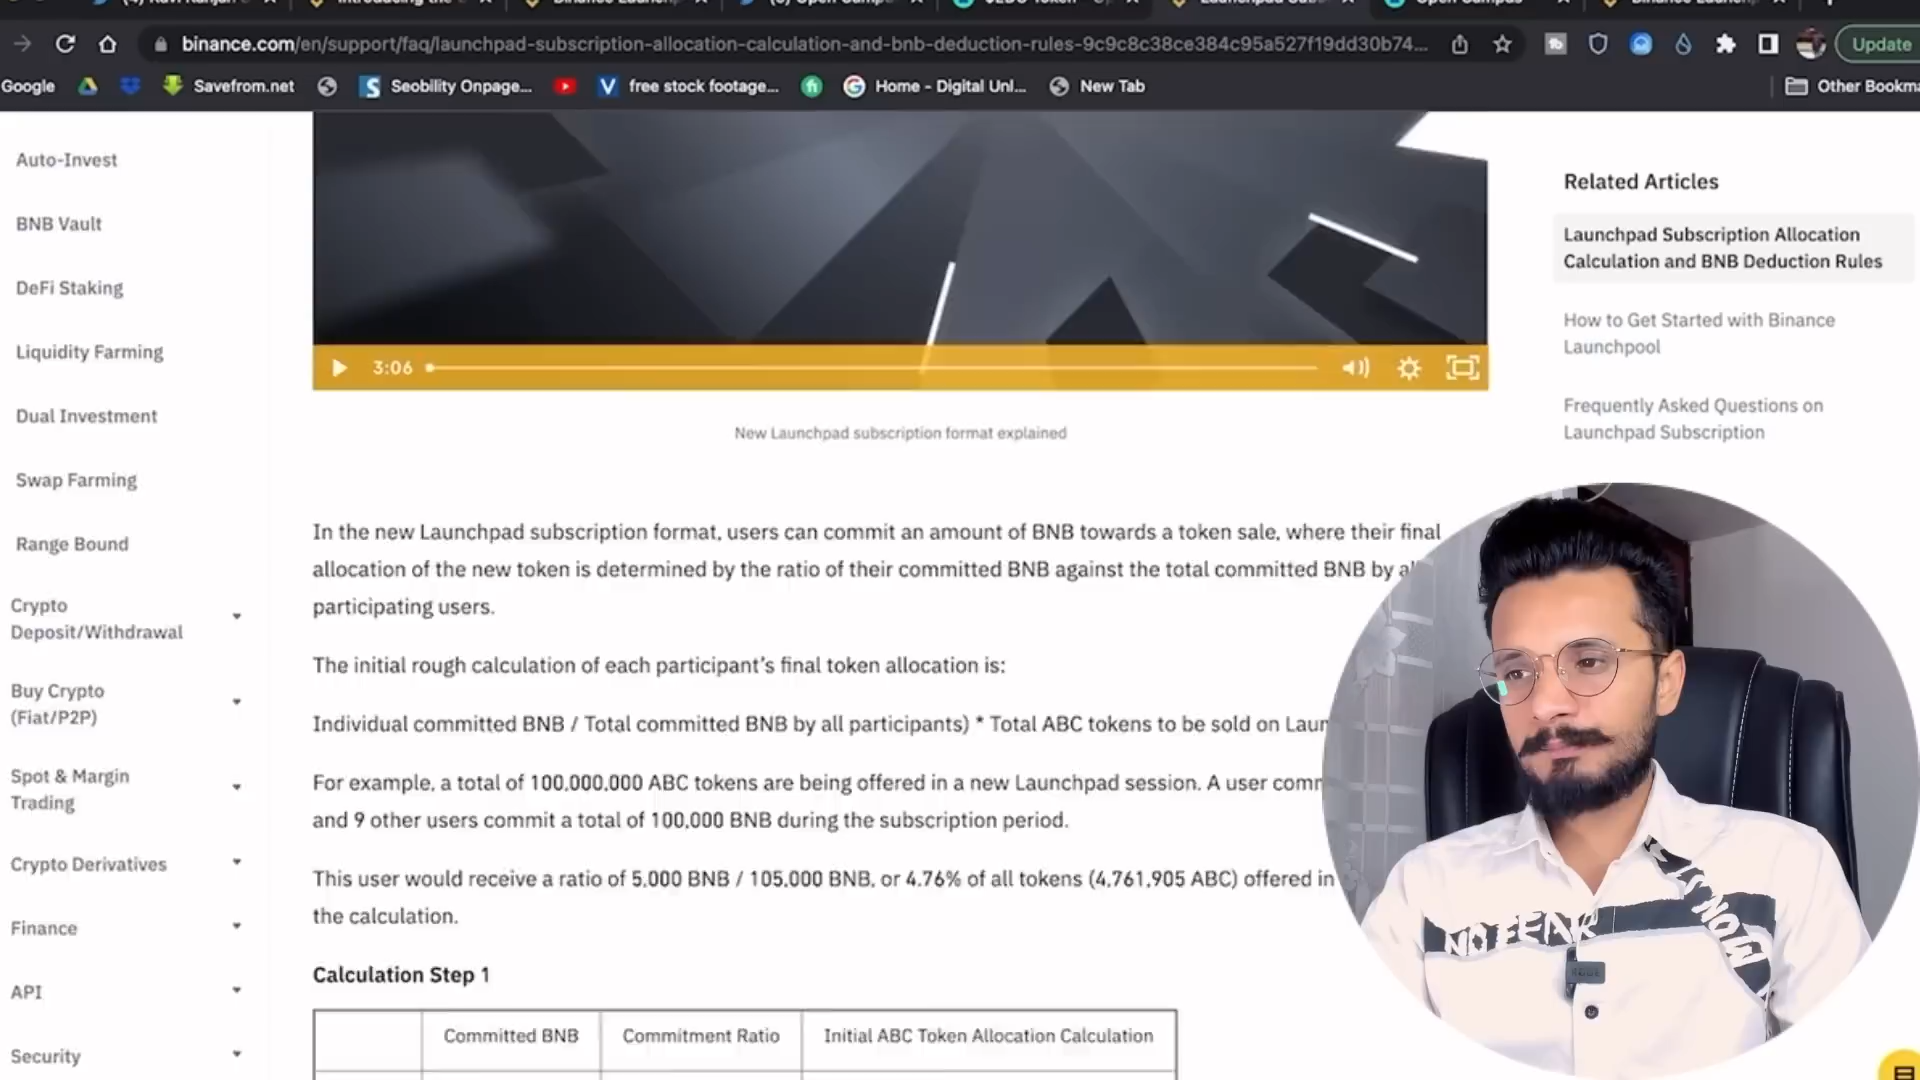 binance.com/en/support/faq/launchpad-subscription-allocation-calculation-and-bnb-deduction-rules-9c9c8c38ce384c95a527f19dd30b74...
Update
Google
Savefrom.net
Seobility Onpage...
free stock footage...
Home - Digital Unl...
New Tab
Other Bookma
Auto-Invest
BNB Vault
DeFi Staking
Liquidity Farming
Dual Investment
Swap Farming
Range Bound
Crypto
Deposit/Withdrawal
Buy Crypto
(Fiat/P2P)
Spot & Margin
Trading
Crypto Derivatives
Finance
API
Security
3:06
New Launchpad subscription format explained
In the new Launchpad subscription format, users can commit an amount of BNB towards a token sale, where their final
allocation of the new token is determined by the ratio of their committed BNB against the total committed BNB by al
participating users.
The initial rough calculation of each participant's final token allocation is:
Individual committed BNB / Total committed BNB by all participants) * Total ABC tokens to be sold on Laun
For example, a total of 100,000,000 ABC tokens are being offered in a new Launchpad session. A user comm
and 9 other users commit a total of 100,000 BNB during the subscription period.
This user would receive a ratio of 5,000 BNB / 105,000 BNB, or 4.76% of all tokens (4,761,905 ABC) offered in
the calculation.
Calculation Step 1
Committed BNB
Commitment Ratio
Initial ABC Token Allocation Calculation
Related Articles
Launchpad Subscription Allocation
Calculation and BNB Deduction Rules
How to Get Started with Binance
Launchpool
Frequently Asked Questions on
Launchpad Subscription
NO FEAR
RODE